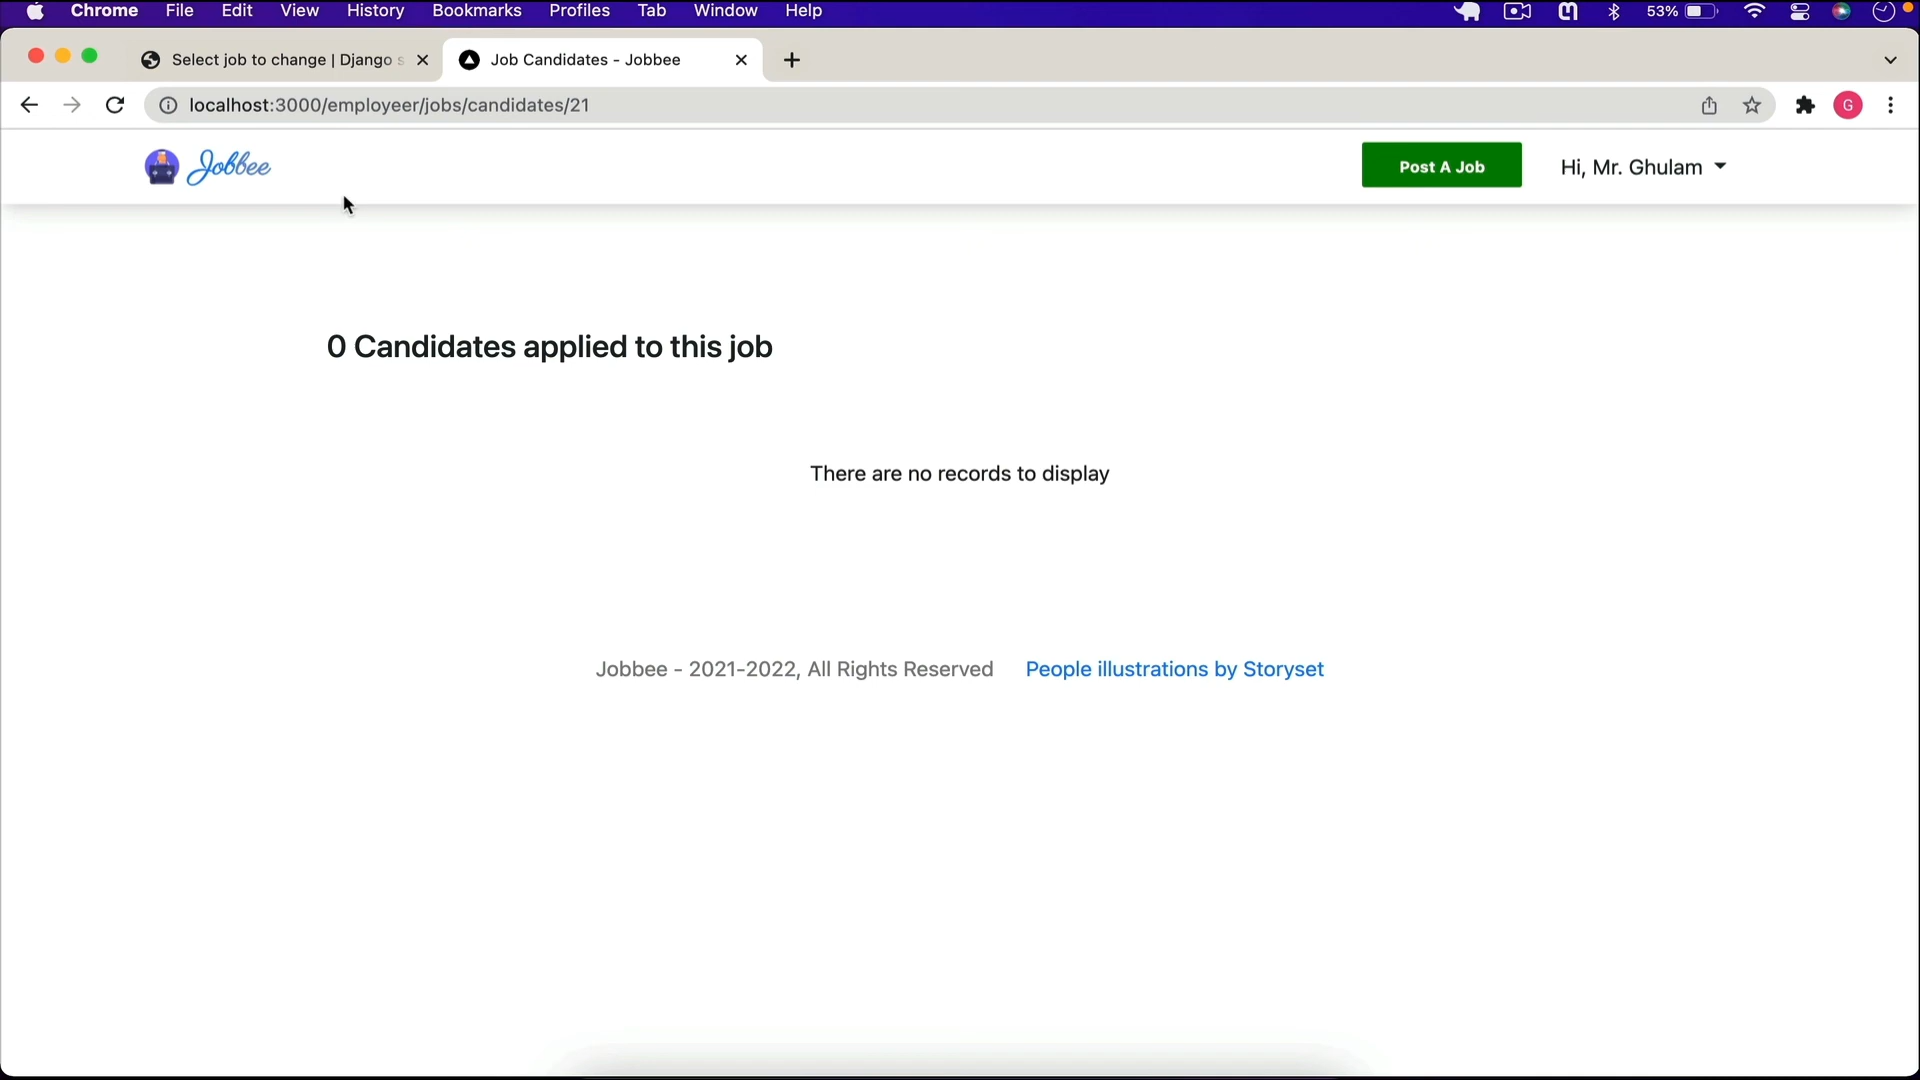 Chrome File Edit View History Bookmarks Profiles Tab Window Help 53%
Select job to change | Django s Job Candidates - Jobbee
localhost:3000/employeer/jobs/candidates/21 G
Jobbee Post A Job Hi, Mr. Ghulam
0 Candidates applied to this job
There are no records to display
Jobbee - 2021-2022, All Rights Reserved People illustrations by Storyset